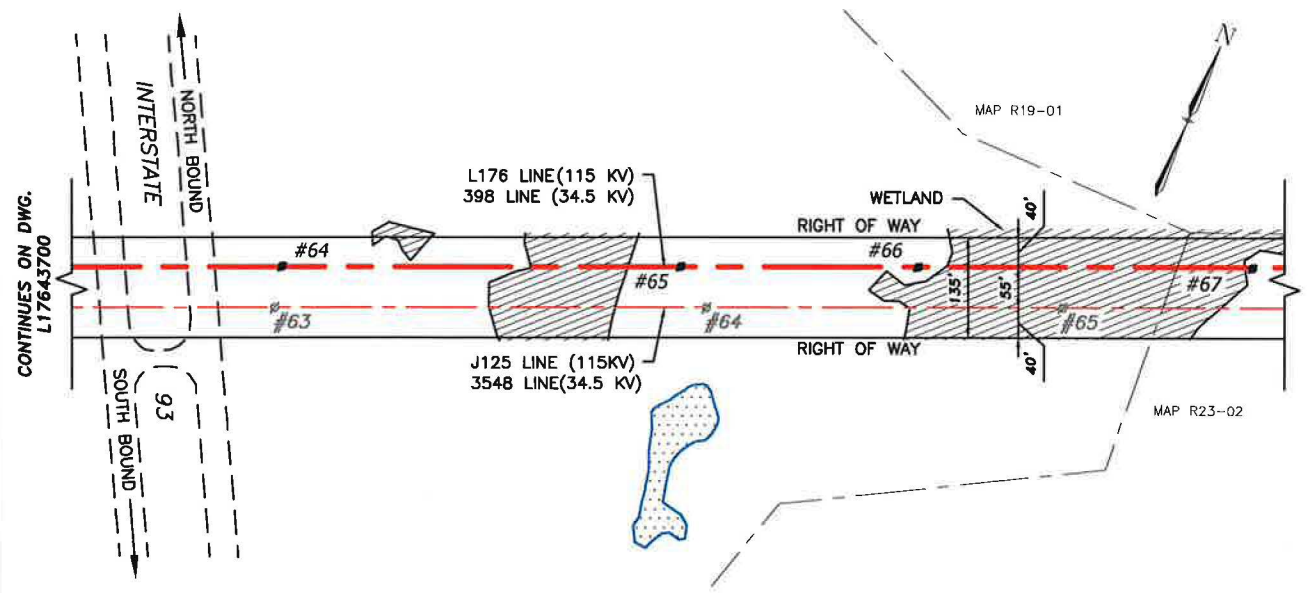 CONTINUES ON DWG.
L17643700
INTERSTATE
NORTH BOUND
93
SOUTH BOUND
#64
#63
L176 LINE(115 KV)
398 LINE (34.5 KV)
#65
#64
J125 LINE (115KV)
3548 LINE(34.5 KV)
RIGHT OF WAY
RIGHT OF WAY
WETLAND
#66
135'
55'
40'
40'
#65
#67
MAP R19-01
MAP R23-02
N